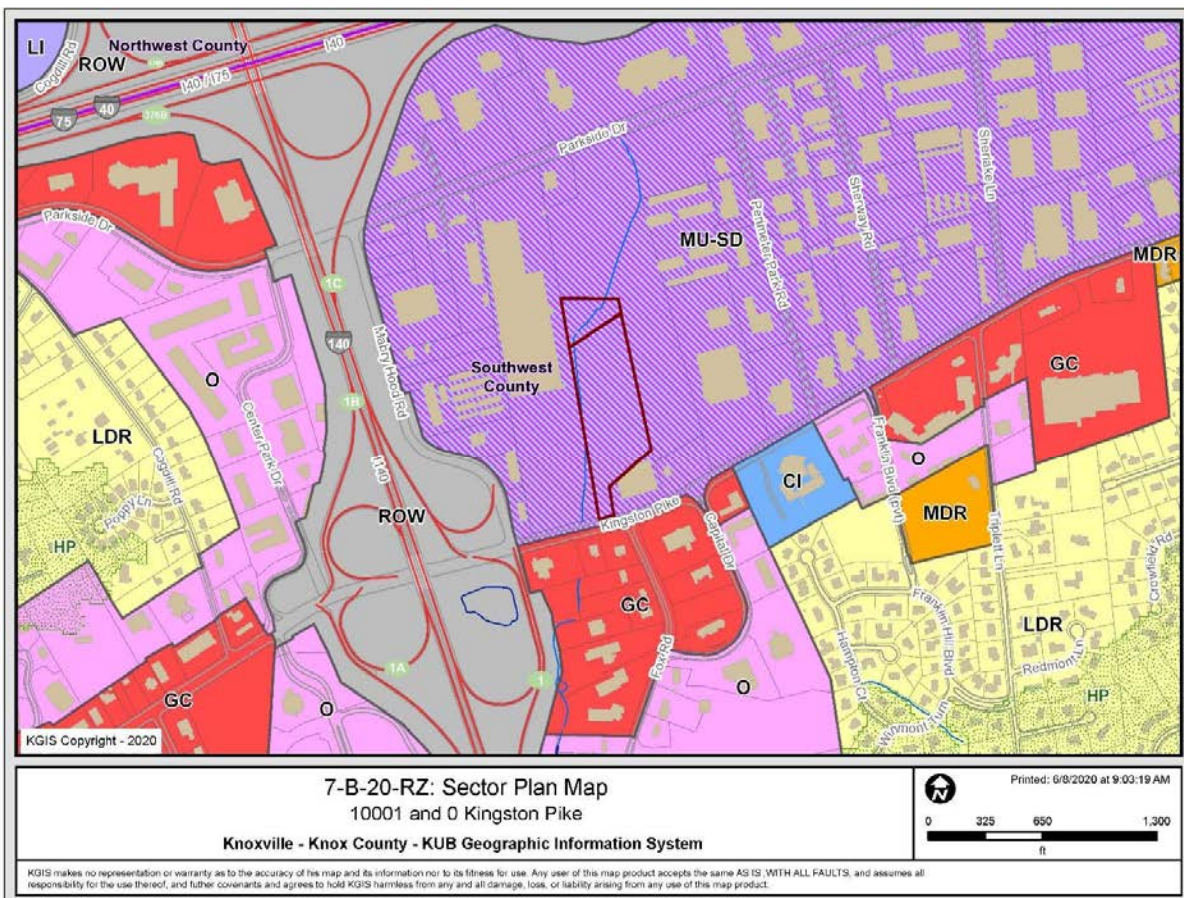 LI
Cogdill Rd
ROW
Northwest County
I40
I40 / I75
75
40
376B
Parkside Dr
Parkside Dr
Sherlake Ln
Sherway Rd
Perimeter Park Rd
MU-SD
MDR
1C
140
Mabry Hood Rd
Southwest
County
O
Center Park Dr
1B
I140
LDR
Cogdill Rd
Poppy Ln
HP
ROW
GC
CI
O
Franklin Blvd (pvt)
Kingston Pike
Capital Dr
MDR
Triplett Ln
Crowfield Rd
GC
Fox Rd
Franklin Hill Blvd
LDR
Hampton Ct
Redmont Ln
HP
Winmont Turn
1A
1
O
GC
O
KGIS Copyright - 2020
7-B-20-RZ: Sector Plan Map
10001 and 0 Kingston Pike
Knoxville - Knox County - KUB Geographic Information System
N
Printed: 6/8/2020 at 9:03:19 AM
0 325 650 1,300
ft
KGIS makes no representation or warranty as to the accuracy of his map and its information nor to its fitness for use. Any user of this map product accepts the same AS IS ,WITH ALL FAULTS, and assumes all
responsibility for the use thereof, and futher covenants and agrees to hold KGIS harmless from any and all damage, loss, or liability arising from any use of this map product.